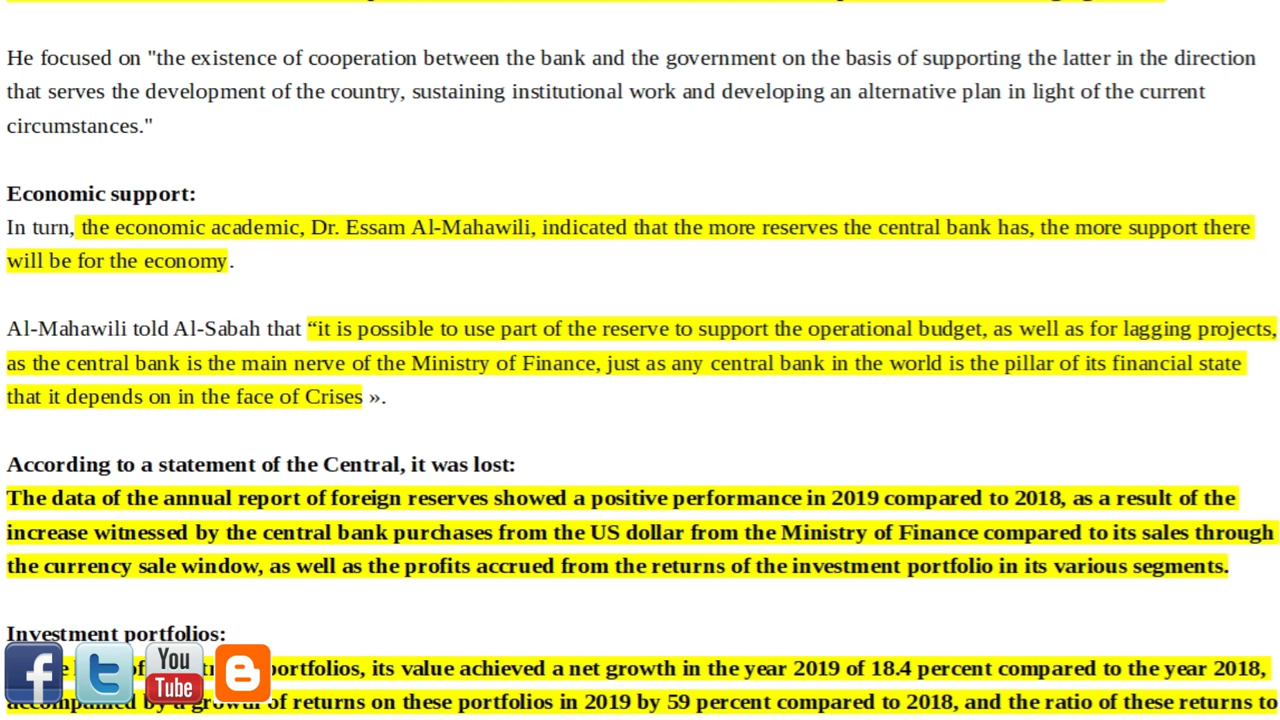 He focused on "the existence of cooperation between the bank and the government on the basis of supporting the latter in the direction
that serves the development of the country, sustaining institutional work and developing an alternative plan in light of the current
circumstances."
Economic support:
In turn, the economic academic, Dr. Essam Al-Mahawili, indicated that the more reserves the central bank has, the more support there
will be for the economy.
Al-Mahawili told Al-Sabah that “it is possible to use part of the reserve to support the operational budget, as well as for lagging projects,
as the central bank is the main nerve of the Ministry of Finance, just as any central bank in the world is the pillar of its financial state
that it depends on in the face of Crises ».
According to a statement of the Central, it was lost:
The data of the annual report of foreign reserves showed a positive performance in 2019 compared to 2018, as a result of the
increase witnessed by the central bank purchases from the US dollar from the Ministry of Finance compared to its sales through
the currency sale window, as well as the profits accrued from the returns of the investment portfolio in its various segments.
Investment portfolios:
portfolios, its value achieved a net growth in the year 2019 of 18.4 percent compared to the year 2018,
accompanied by a growth of returns on these portfolios in 2019 by 59 percent compared to 2018, and the ratio of these returns to
You
Tube